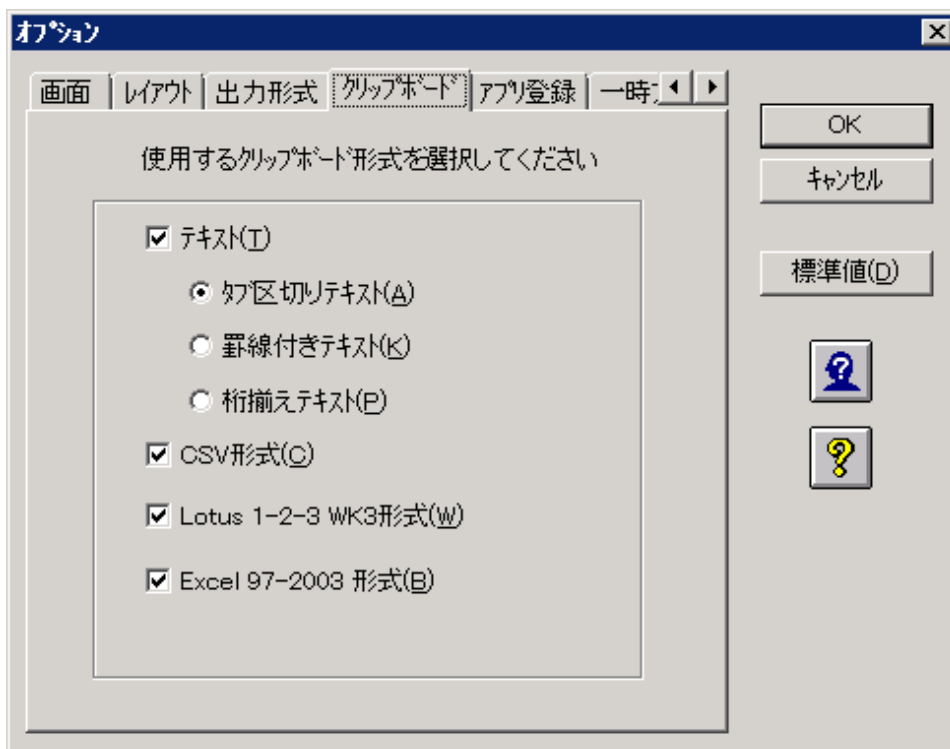 オプション
画面 レイアウト 出力形式 クリップボード アプリ登録 一時
使用するクリップボード形式を選択してください
テキスト(T)
タブ区切りテキスト(A)
罫線付きテキスト(K)
桁揃えテキスト(P)
CSV形式(C)
Lotus 1-2-3 WK3形式(W)
Excel 97-2003 形式(B)
OK
キャンセル
標準値(D)